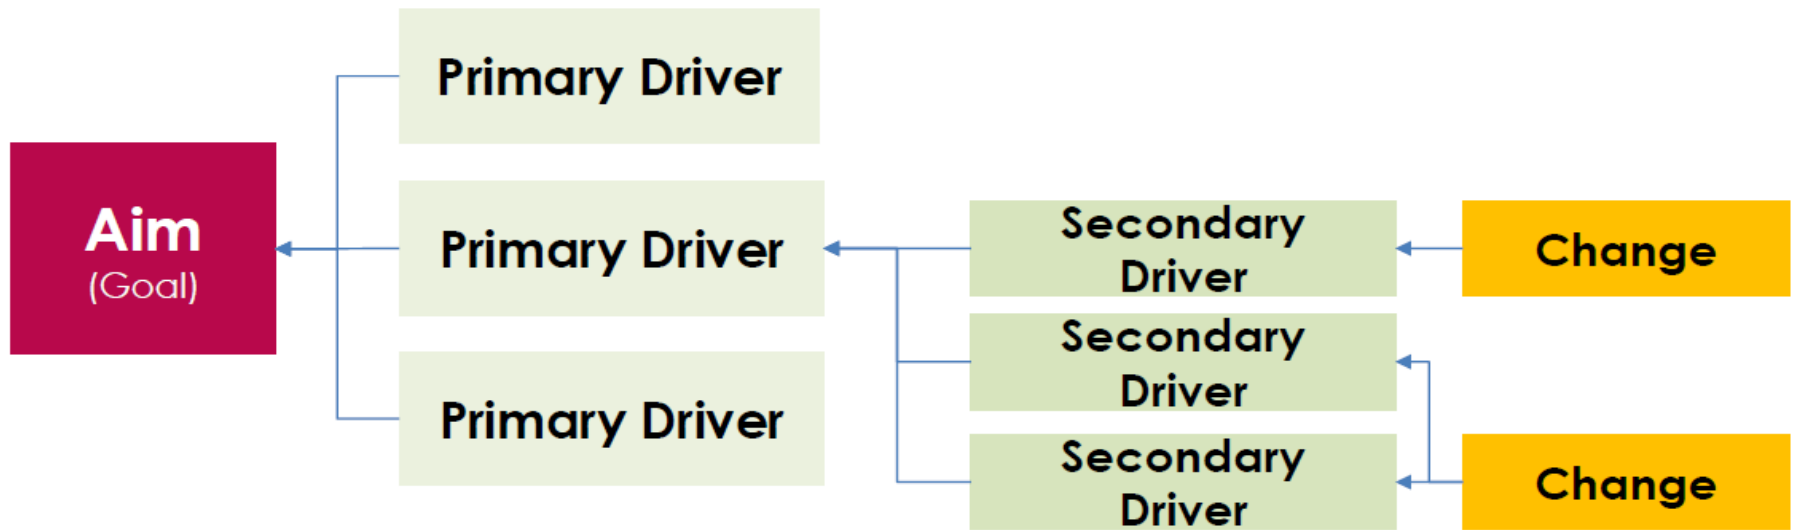 Aim
(Goal)
Primary Driver
Primary Driver
Primary Driver
Secondary
Driver
Secondary
Driver
Secondary
Driver
Change
Change